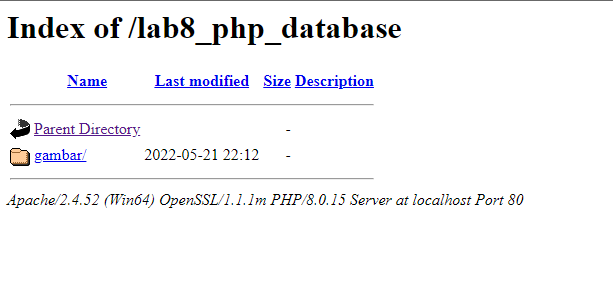 Index of /lab8_php_database
Name Last modified Size Description
Parent Directory -
gambar/ 2022-05-21 22:12 -
Apache/2.4.52 (Win64) OpenSSL/1.1.1m PHP/8.0.15 Server at localhost Port 80